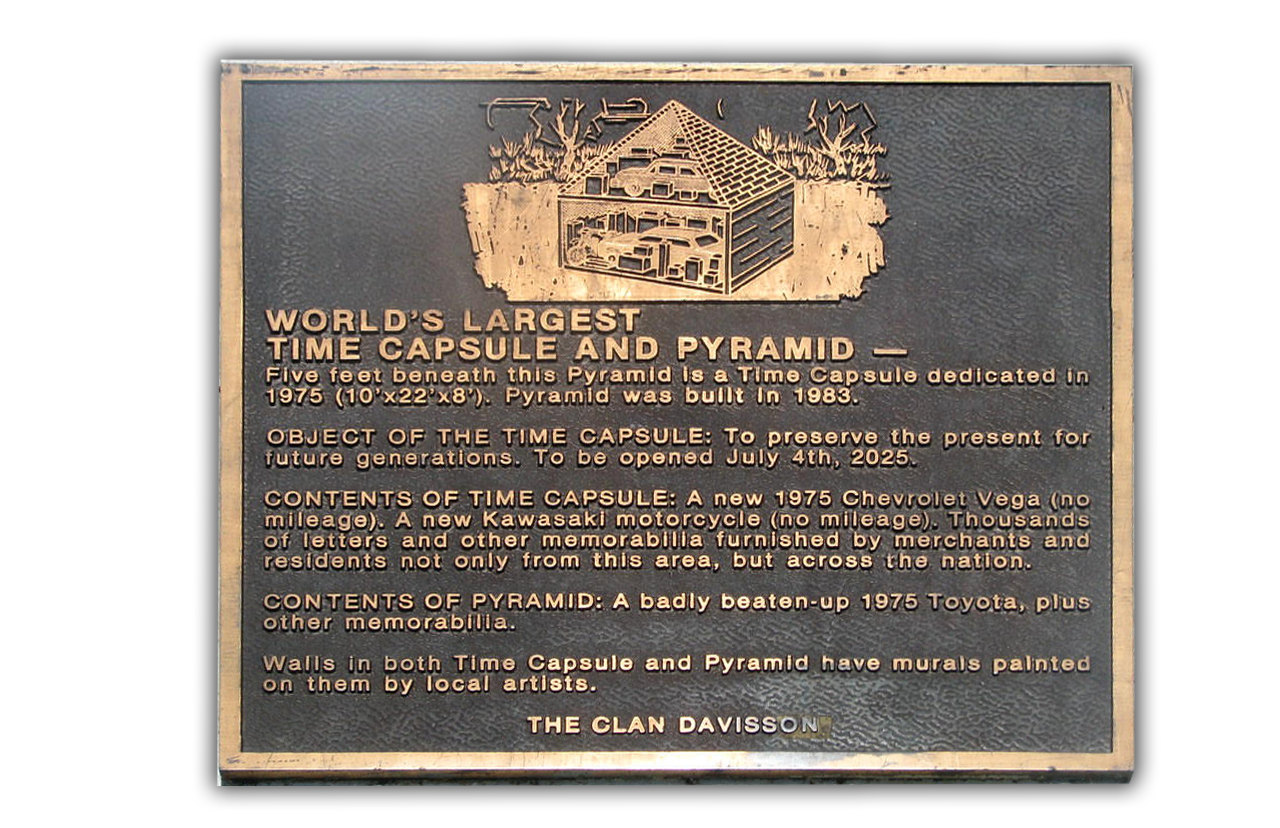 WORLD'S LARGEST
TIME CAPSULE AND PYRAMID —
Five feet beneath this Pyramid is a Time Capsule dedicated in
1975 (10'x22'x8'). Pyramid was built in 1983.
OBJECT OF THE TIME CAPSULE: To preserve the present for
future generations. To be opened July 4th, 2025.
CONTENTS OF TIME CAPSULE: A new 1975 Chevrolet Vega (no
mileage). A new Kawasaki motorcycle (no mileage). Thousands
of letters and other memorabilia furnished by merchants and
residents not only from this area, but across the nation.
CONTENTS OF PYRAMID: A badly beaten-up 1975 Toyota, plus
other memorabilia.
Walls in both Time Capsule and Pyramid have murals painted
on them by local artists.
THE CLAN DAVISSON